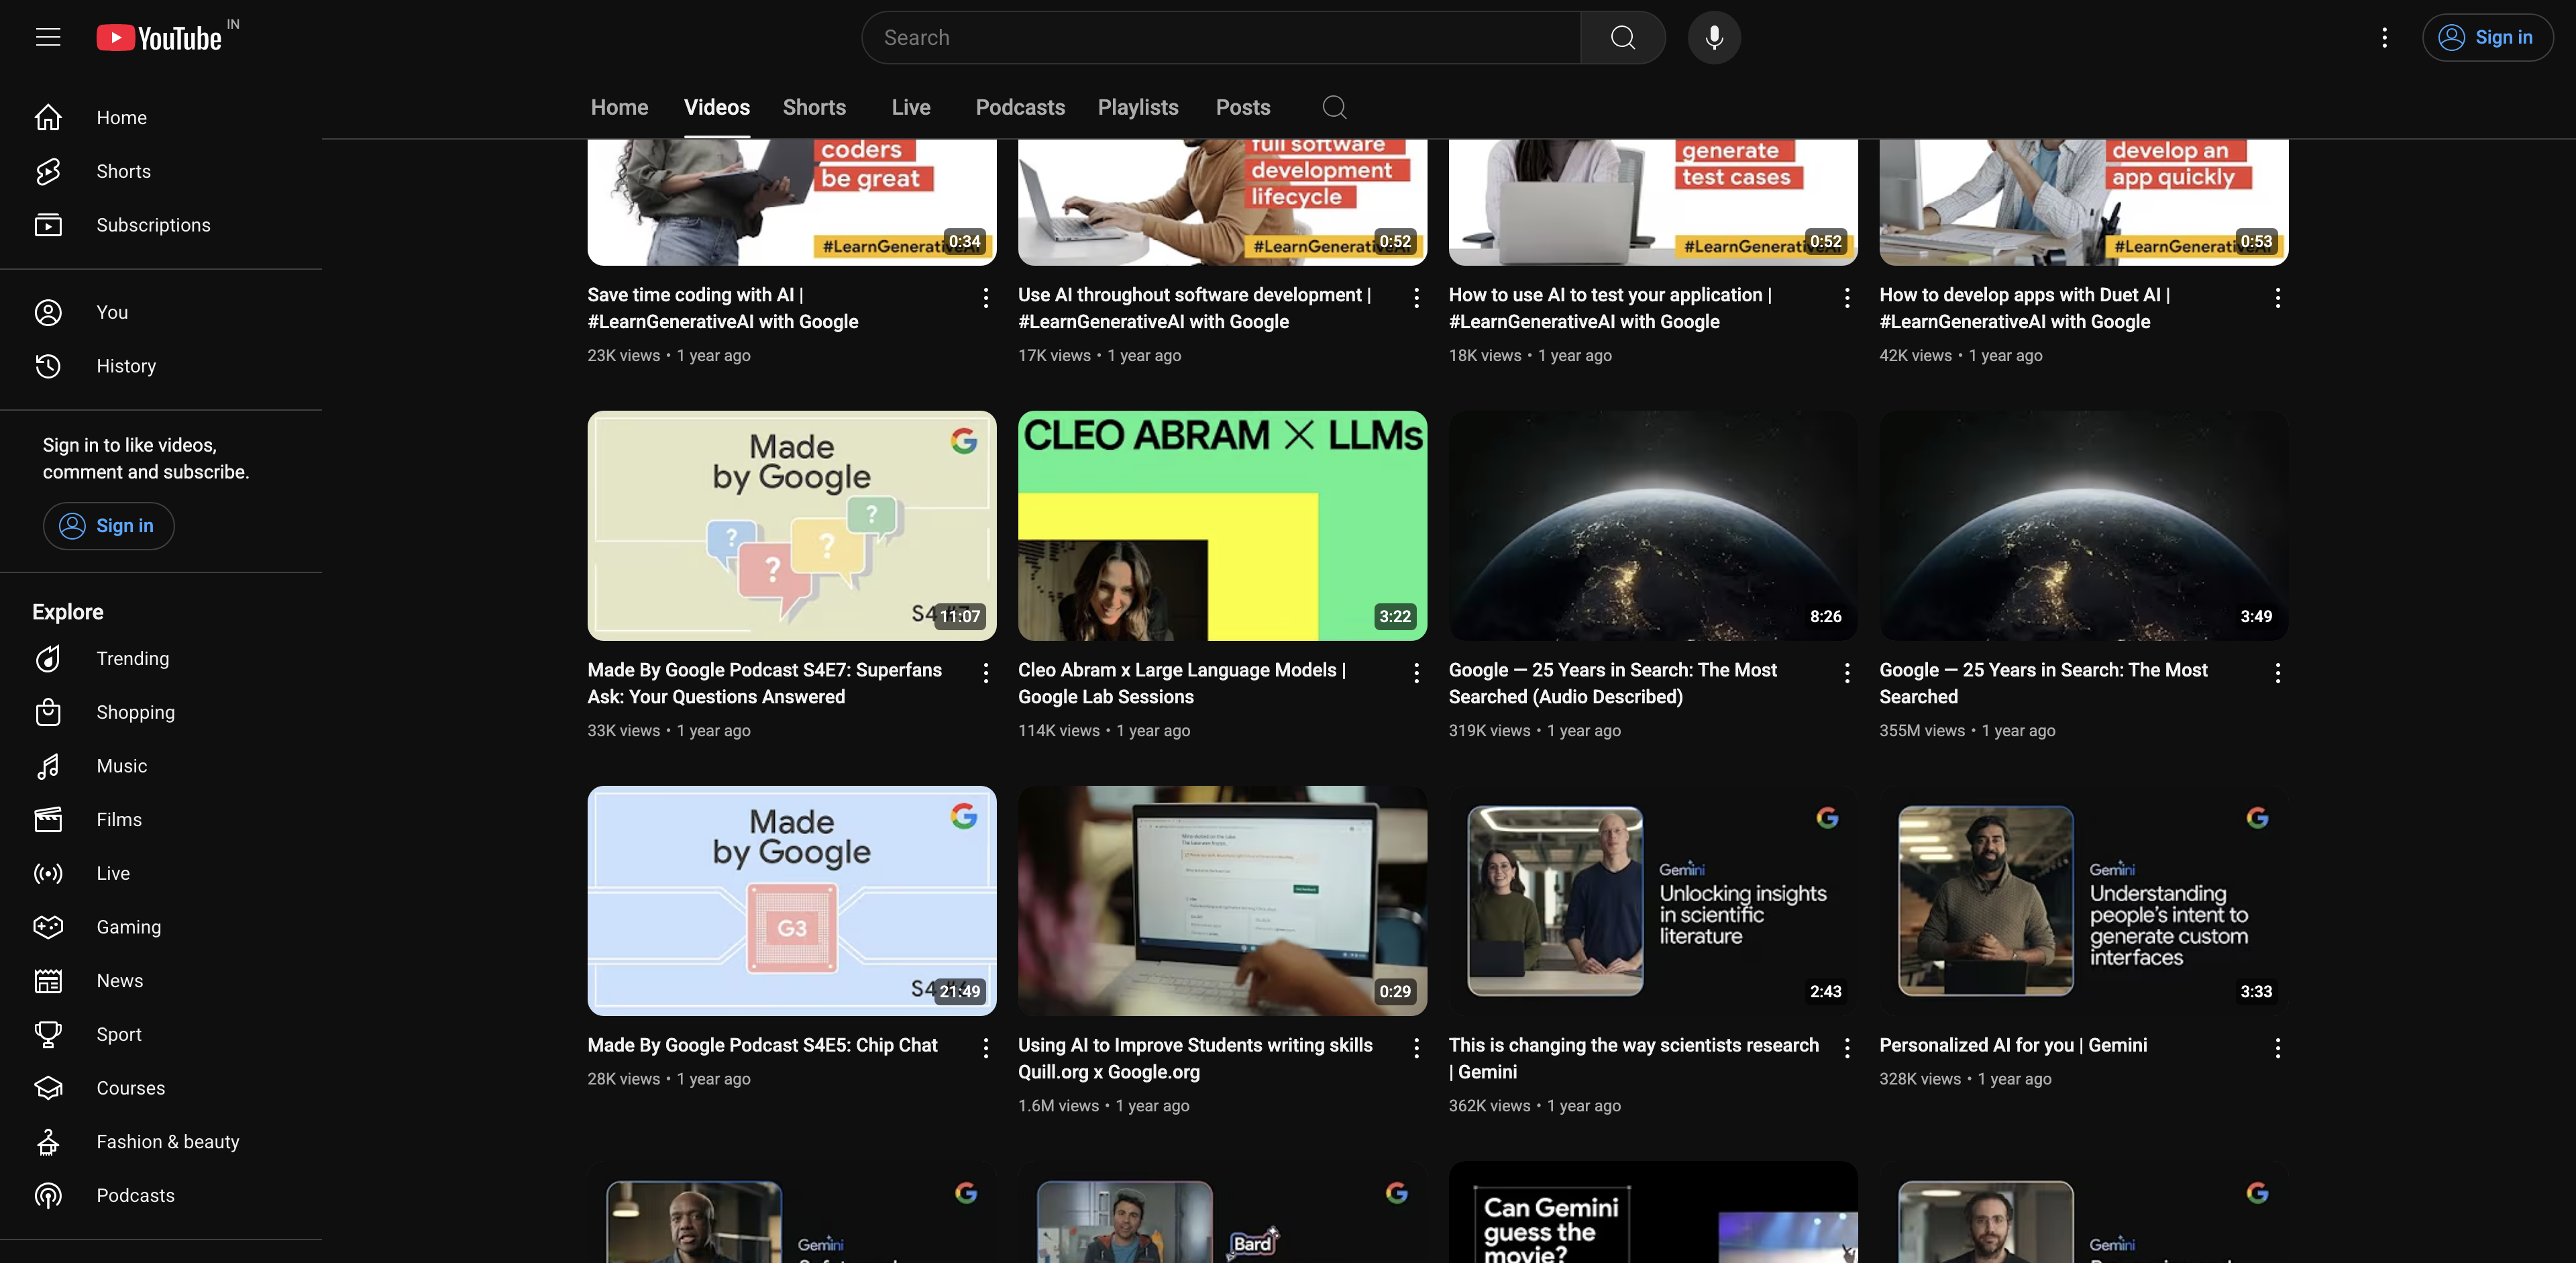 YouTube IN
Search
Sign in
Home
Shorts
Subscriptions
You
History
Sign in to like videos,
comment and subscribe.
Sign in
Explore
Trending
Shopping
Music
Films
Live
Gaming
News
Sport
Courses
Fashion & beauty
Podcasts
Home Videos Shorts Live Podcasts Playlists Posts
coders
be great
#LearnGenerati
0:34
Save time coding with AI |
#LearnGenerativeAI with Google
23K views • 1 year ago
full software
development
lifecycle
#LearnGenerati
0:52
Use AI throughout software development |
#LearnGenerativeAI with Google
17K views • 1 year ago
generate
test cases
#LearnGenerati
0:52
How to use AI to test your application |
#LearnGenerativeAI with Google
18K views • 1 year ago
develop an
app quickly
#LearnGenerati
0:53
How to develop apps with Duet AI |
#LearnGenerativeAI with Google
42K views • 1 year ago
Made
by Google
? ? ? ?
S4
11:07
Made By Google Podcast S4E7: Superfans
Ask: Your Questions Answered
33K views • 1 year ago
CLEO ABRAM X LLMs
3:22
Cleo Abram x Large Language Models |
Google Lab Sessions
114K views • 1 year ago
8:26
Google — 25 Years in Search: The Most
Searched (Audio Described)
319K views • 1 year ago
3:49
Google — 25 Years in Search: The Most
Searched
355M views • 1 year ago
Made
by Google
G3
S4
21:49
Made By Google Podcast S4E5: Chip Chat
28K views • 1 year ago
0:29
Using AI to Improve Students writing skills
Quill.org x Google.org
1.6M views • 1 year ago
Gemini
Unlocking insights
in scientific
literature
2:43
This is changing the way scientists research
| Gemini
362K views • 1 year ago
Gemini
Understanding
people's intent to
generate custom
interfaces
3:33
Personalized AI for you | Gemini
328K views • 1 year ago
Gemini
Bard
Can Gemini
guess the
movie?
Gemini